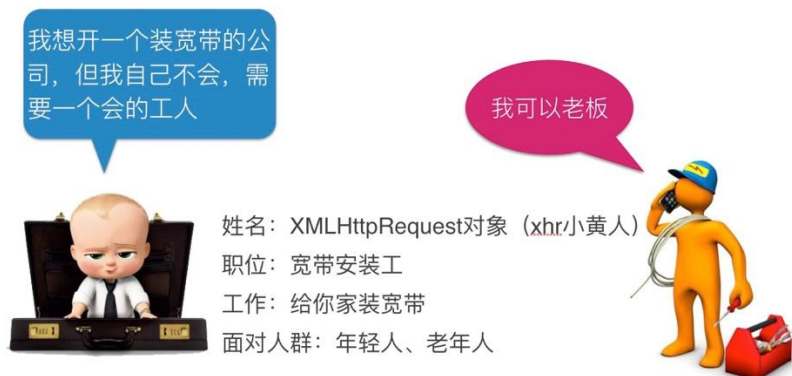 我想开一个装宽带的公
司，但我自己不会，需
要一个会的工人
我可以老板
姓名：XMLHttpRequest对象（xhr小黄人）
职位：宽带安装工
工作：给你家装宽带
面对人群：年轻人、老年人